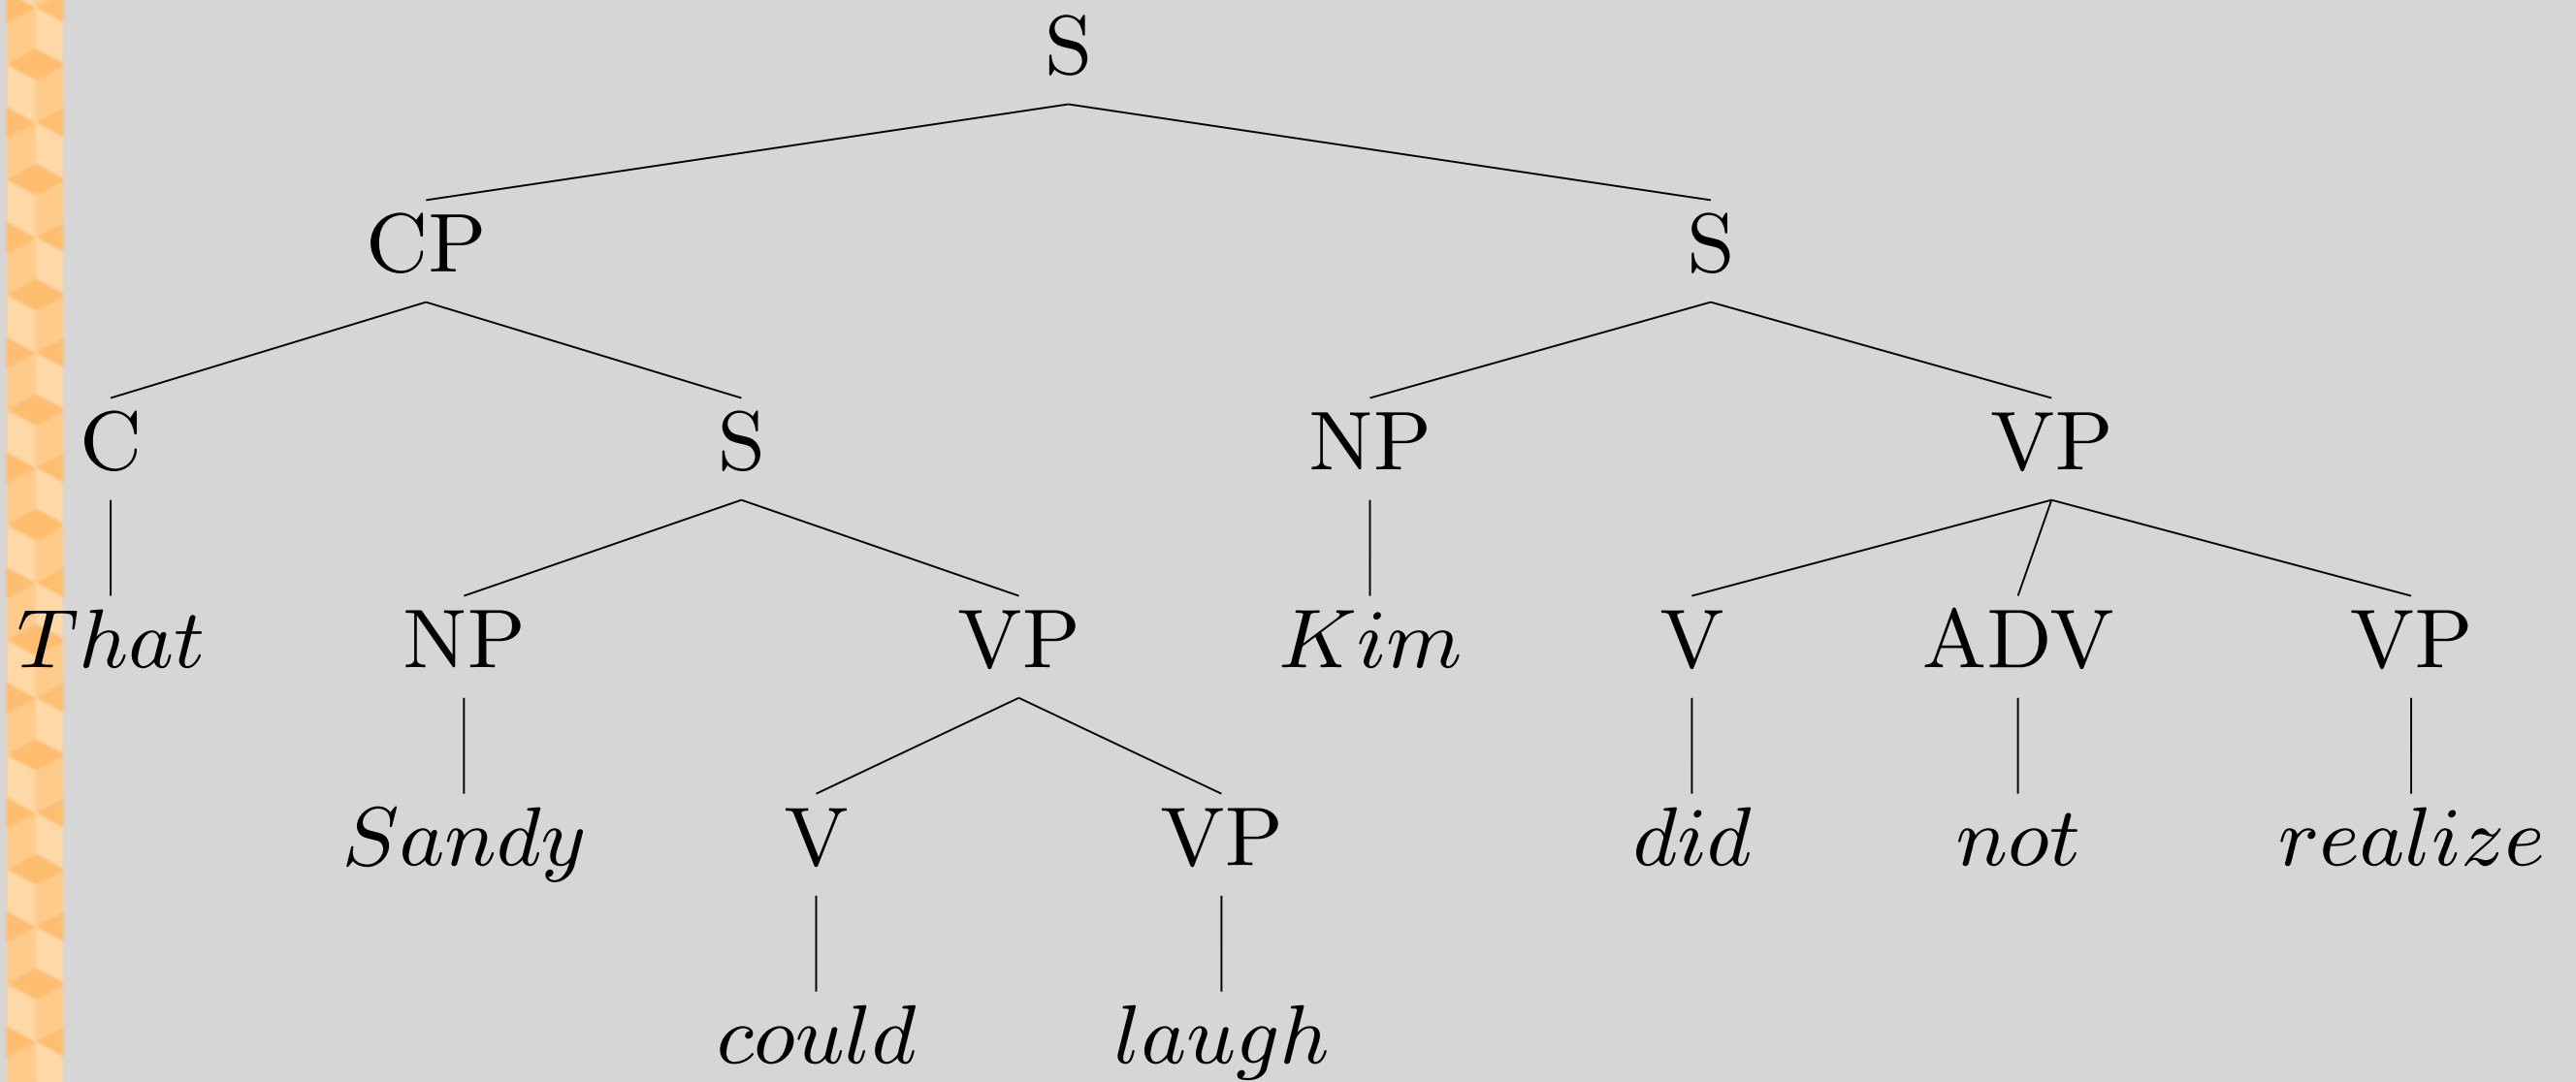 S
CP S
C S NP VP
That NP VP Kim V ADV VP
Sandy V VP did not realize
could laugh